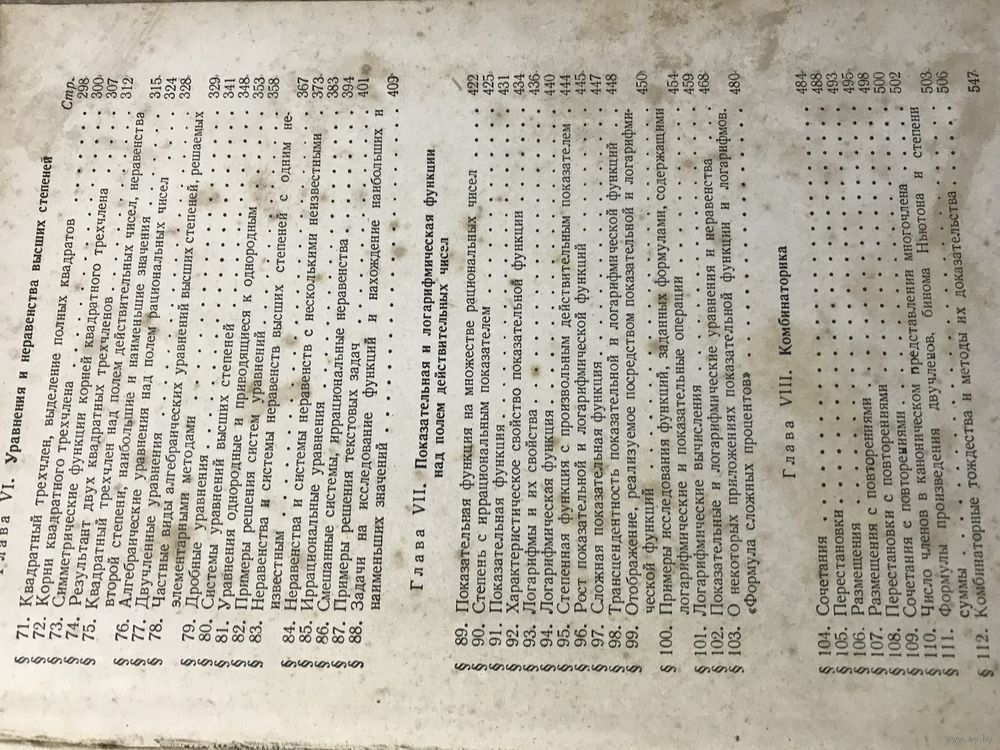 Глава VI. Уравнения и неравенства высших степеней
Стр.
§ 71. Квадратный трехчлен, выделение полных квадратов . . . 298
§ 72. Корни квадратного трехчлена . . . 300
§ 73. Симметрические функции корней квадратного трехчлена . . . 307
§ 74. Результант двух квадратных трехчленов . . . 312
§ 75. Квадратный трехчлен над полем действительных чисел, неравенства
второй степени, наибольшие и наименьшие значения . . . 315
§ 76. Алгебраические уравнения над полем рациональных чисел . . . 324
§ 77. Двучленные уравнения . . . 328
§ 78. Частные виды алгебраических уравнений высших степеней, решаемых
элементарными методами . . . 329
§ 79. Дробные уравнения . . . 341
§ 80. Системы уравнений высших степеней . . . 348
§ 81. Уравнения однородные и приводящиеся к однородным . . . 353
§ 82. Примеры решения систем уравнений . . . 358
§ 83. Неравенства и системы неравенств высших степеней с одним не-
известным . . . 367
§ 84. Неравенства и системы неравенств с несколькими неизвестными . . . 373
§ 85. Иррациональные уравнения . . . 383
§ 86. Смешанные системы, иррациональные неравенства . . . 394
§ 87. Примеры решения текстовых задач . . . 401
§ 88. Задачи на исследование функций и нахождение наибольших и
наименьших значений . . . 409
Глава VII. Показательная и логарифмическая функции
над полем действительных чисел
§ 89. Показательная функция на множестве рациональных чисел . . . 422
§ 90. Степень с иррациональным показателем . . . 425
§ 91. Показательная функция . . . 431
§ 92. Характеристическое свойство показательной функции . . . 434
§ 93. Логарифмы и их свойства . . . 436
§ 94. Логарифмическая функция . . . 440
§ 95. Степенная функция с произвольным действительным показателем . . . 444
§ 96. Рост показательной и логарифмической функций . . . 445
§ 97. Сложная показательная функция . . . 447
§ 98. Трансцендентность показательной и логарифмической функций . . . 448
§ 99. Отображение, реализуемое посредством показательной и логарифми-
ческой функций . . . 450
§ 100. Примеры исследования функций, заданных формулами, содержащими
логарифмические и показательные операции . . . 454
§ 101. Логарифмические вычисления . . . 459
§ 102. Показательные и логарифмические уравнения и неравенства . . . 468
§ 103. О некоторых приложениях показательной функции и логарифмов.
«Формула сложных процентов» . . . 480
Глава VIII. Комбинаторика
§ 104. Сочетания . . . 484
§ 105. Перестановки . . . 488
§ 106. Размещения . . . 493
§ 107. Размещения с повторениями . . . 495
§ 108. Перестановки с повторениями . . . 498
§ 109. Сочетания с повторениями . . . 500
§ 110. Число членов в каноническом представлении многочлена . . . 502
§ 111. Формулы произведения двучленов, бинома Ньютона и степени
суммы . . . 503
§ 112. Комбинаторные тождества и методы их доказательства . . . 506
547
www.ay.by